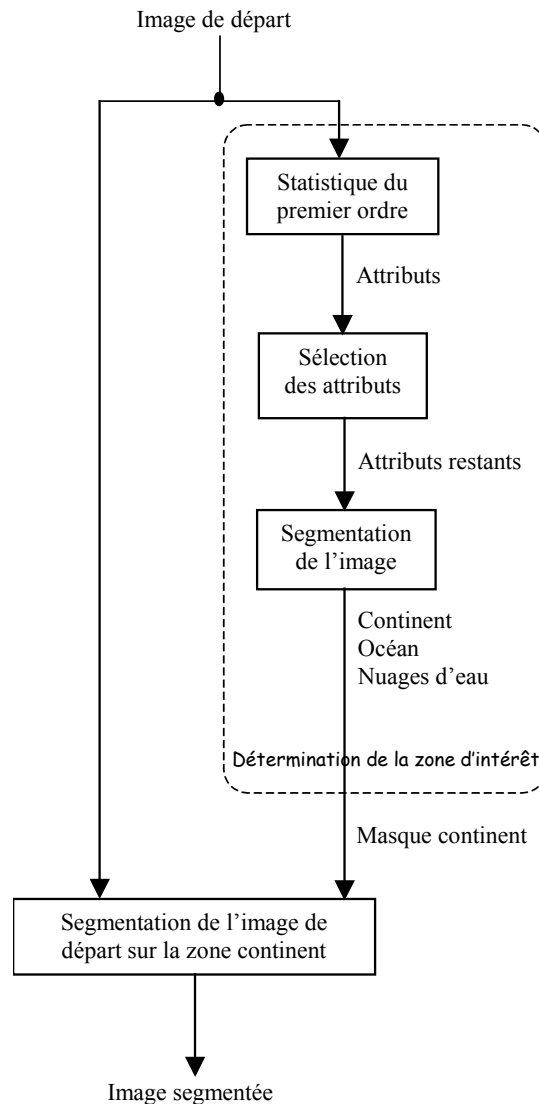 Image de départ
Statistique du
premier ordre
Attributs
Sélection
des attributs
Attributs restants
Segmentation
de l’image
Continent
Océan
Nuages d’eau
Détermination de la zone d’intérêt
Masque continent
Segmentation de l’image de
départ sur la zone continent
Image segmentée